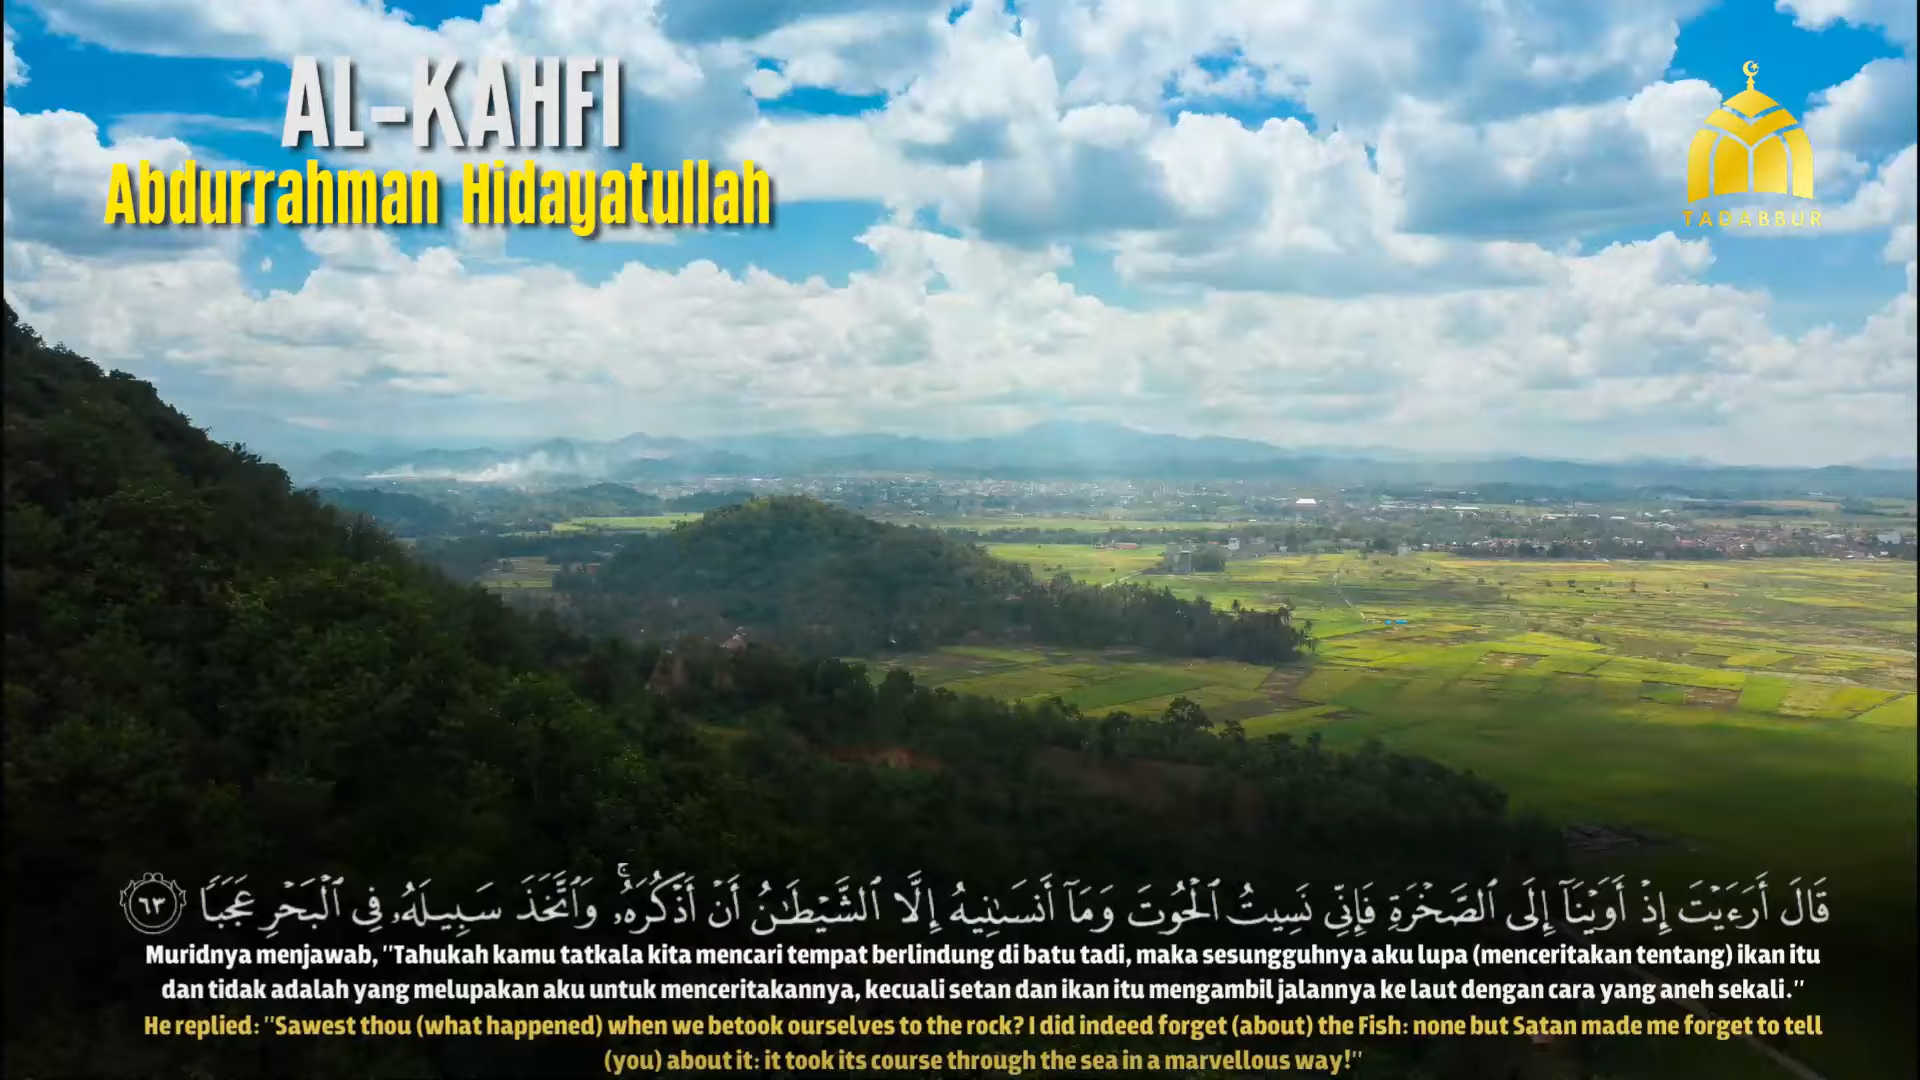 AL-KAHFI
Abdurrahman Hidayatullah
TADABBUR
قَالَ أَرَءَيْتَ إِذْ أَوَيْنَآ إِلَى ٱلصَّخْرَةِ فَإِنِّى نَسِيتُ ٱلْحُوتَ وَمَآ أَنسَىٰنِيهُ إِلَّا ٱلشَّيْطَـٰنُ أَنْ أَذْكُرَهُۥ ۚ وَٱتَّخَذَ سَبِيلَهُۥ فِى ٱلْبَحْرِ عَجَبًا ٦٣
Muridnya menjawab, "Tahukah kamu tatkala kita mencari tempat berlindung di batu tadi, maka sesungguhnya aku lupa (menceritakan tentang) ikan itu
dan tidak adalah yang melupakan aku untuk menceritakannya, kecuali setan dan ikan itu mengambil jalannya ke laut dengan cara yang aneh sekali."
He replied: "Sawest thou (what happened) when we betook ourselves to the rock? I did indeed forget (about) the Fish: none but Satan made me forget to tell
(you) about it: it took its course through the sea in a marvellous way!"